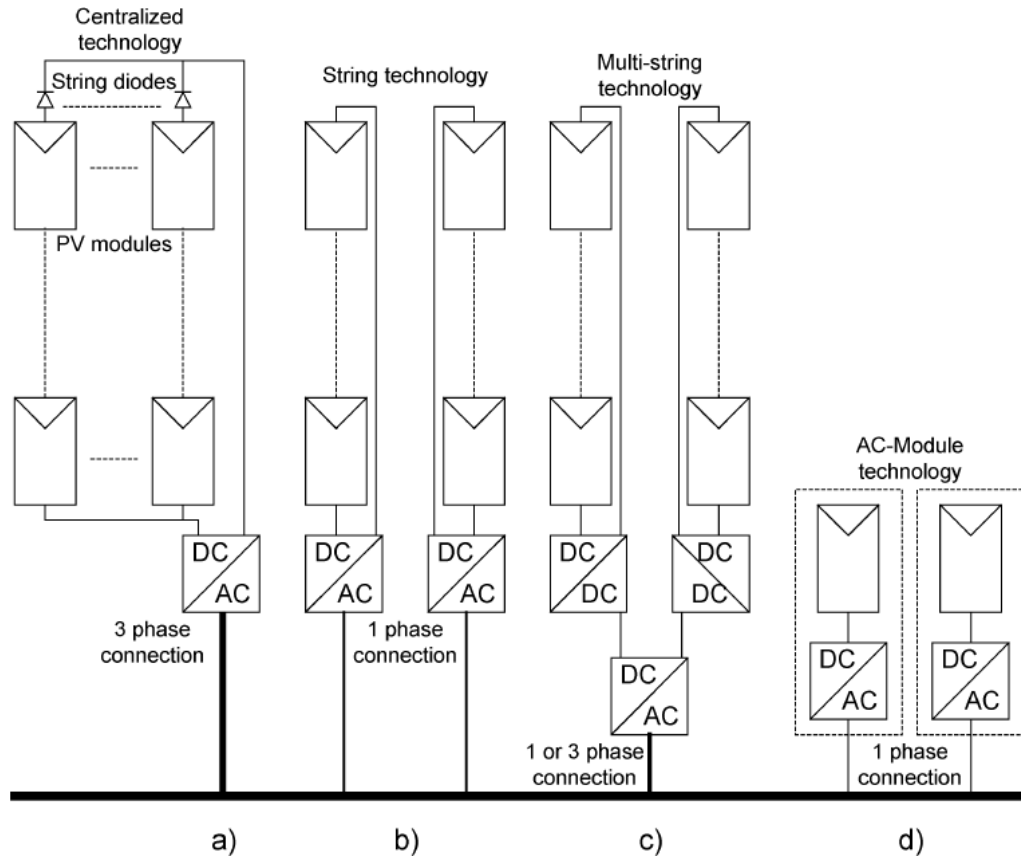 Centralized
technology
String diodes
PV modules
DC
AC
3 phase
connection
String technology
DC
AC
DC
AC
1 phase
connection
Multi-string
technology
DC
DC
DC
DC
DC
AC
1 or 3 phase
connection
AC-Module
technology
DC
AC
DC
AC
1 phase
connection
a)
b)
c)
d)